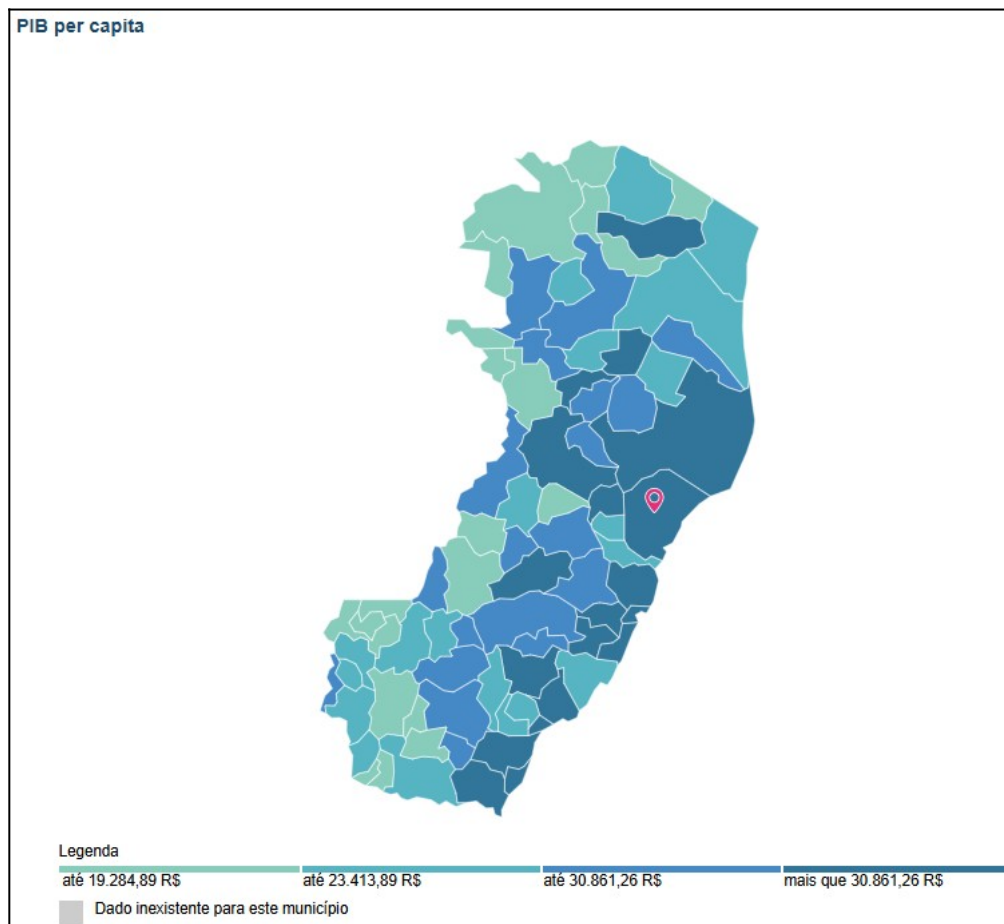 PIB per capita
Legenda
até 19.284,89 R$
até 23.413,89 R$
até 30.861,26 R$
mais que 30.861,26 R$
Dado inexistente para este município